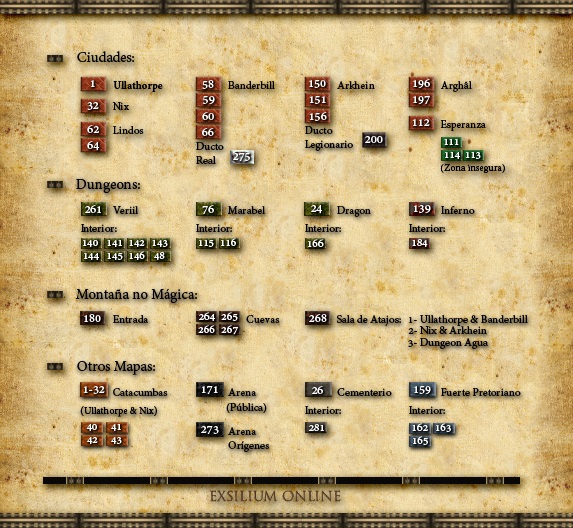 Ciudades:
1 Ullathorpe
32 Nix
62 Lindos
64
58 Banderbill
59
60
66
Ducto
Real 275
150 Arkhein
151
156
Ducto
Legionario 200
196 Arghâl
197
112 Esperanza
111
114 113
(Zona insegura)
Dungeons:
261 Veriil
Interior:
140 141 142 143
144 145 146 48
76 Marabel
Interior:
115 116
24 Dragon
Interior:
166
139 Inferno
Interior:
184
Montaña no Mágica:
180 Entrada
264 265 Cuevas
266 267
268 Sala de Atajos: 1- Ullathorpe & Banderbill
2- Nix & Arkhein
3- Dungeon Agua
Otros Mapas:
1-32 Catacumbas
(Ullathorpe & Nix)
40 41
42 43
171 Arena
(Pública)
273 Arena
Orígenes
26 Cementerio
Interior:
281
159 Fuerte Pretoriano
Interior:
162 163
165
EXSILIUM ONLINE